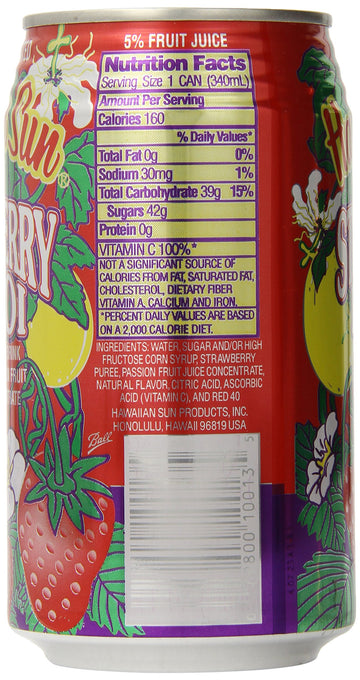 5% FRUIT JUICE
Nutrition Facts
Serving Size 1 CAN (340mL)
Amount Per Serving
Calories 160
% Daily Values*
Total Fat 0g 0%
Sodium 30mg 1%
Total Carbohydrate 39g 15%
Sugars 42g
Protein 0g
VITAMIN C 100%*
NOT A SIGNIFICANT SOURCE OF
CALORIES FROM FAT, SATURATED FAT,
CHOLESTEROL, DIETARY FIBER
VITAMIN A, CALCIUM AND IRON.
*PERCENT DAILY VALUES ARE BASED
ON A 2,000 CALORIE DIET.
INGREDIENTS: WATER, SUGAR AND/OR HIGH
FRUCTOSE CORN SYRUP, STRAWBERRY
PUREE, PASSION FRUIT JUICE CONCENTRATE,
NATURAL FLAVOR, CITRIC ACID, ASCORBIC
ACID (VITAMIN C), AND RED 40
HAWAIIAN SUN PRODUCTS, INC.
HONOLULU, HAWAII 96819 USA
Ball
Sun®
RRY
FRUIT